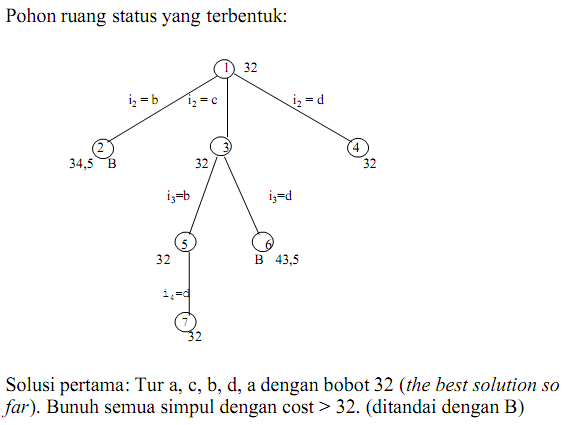 Pohon ruang status yang terbentuk:
1 32
i₂ = b i₂ = c i₂ = d
2 3 4
34,5 B 32 32
i₃=b i₃=d
5 6
32 B 43,5
i₄=d
7
32
Solusi pertama: Tur a, c, b, d, a dengan bobot 32 (the best solution so
far). Bunuh semua simpul dengan cost > 32. (ditandai dengan B)